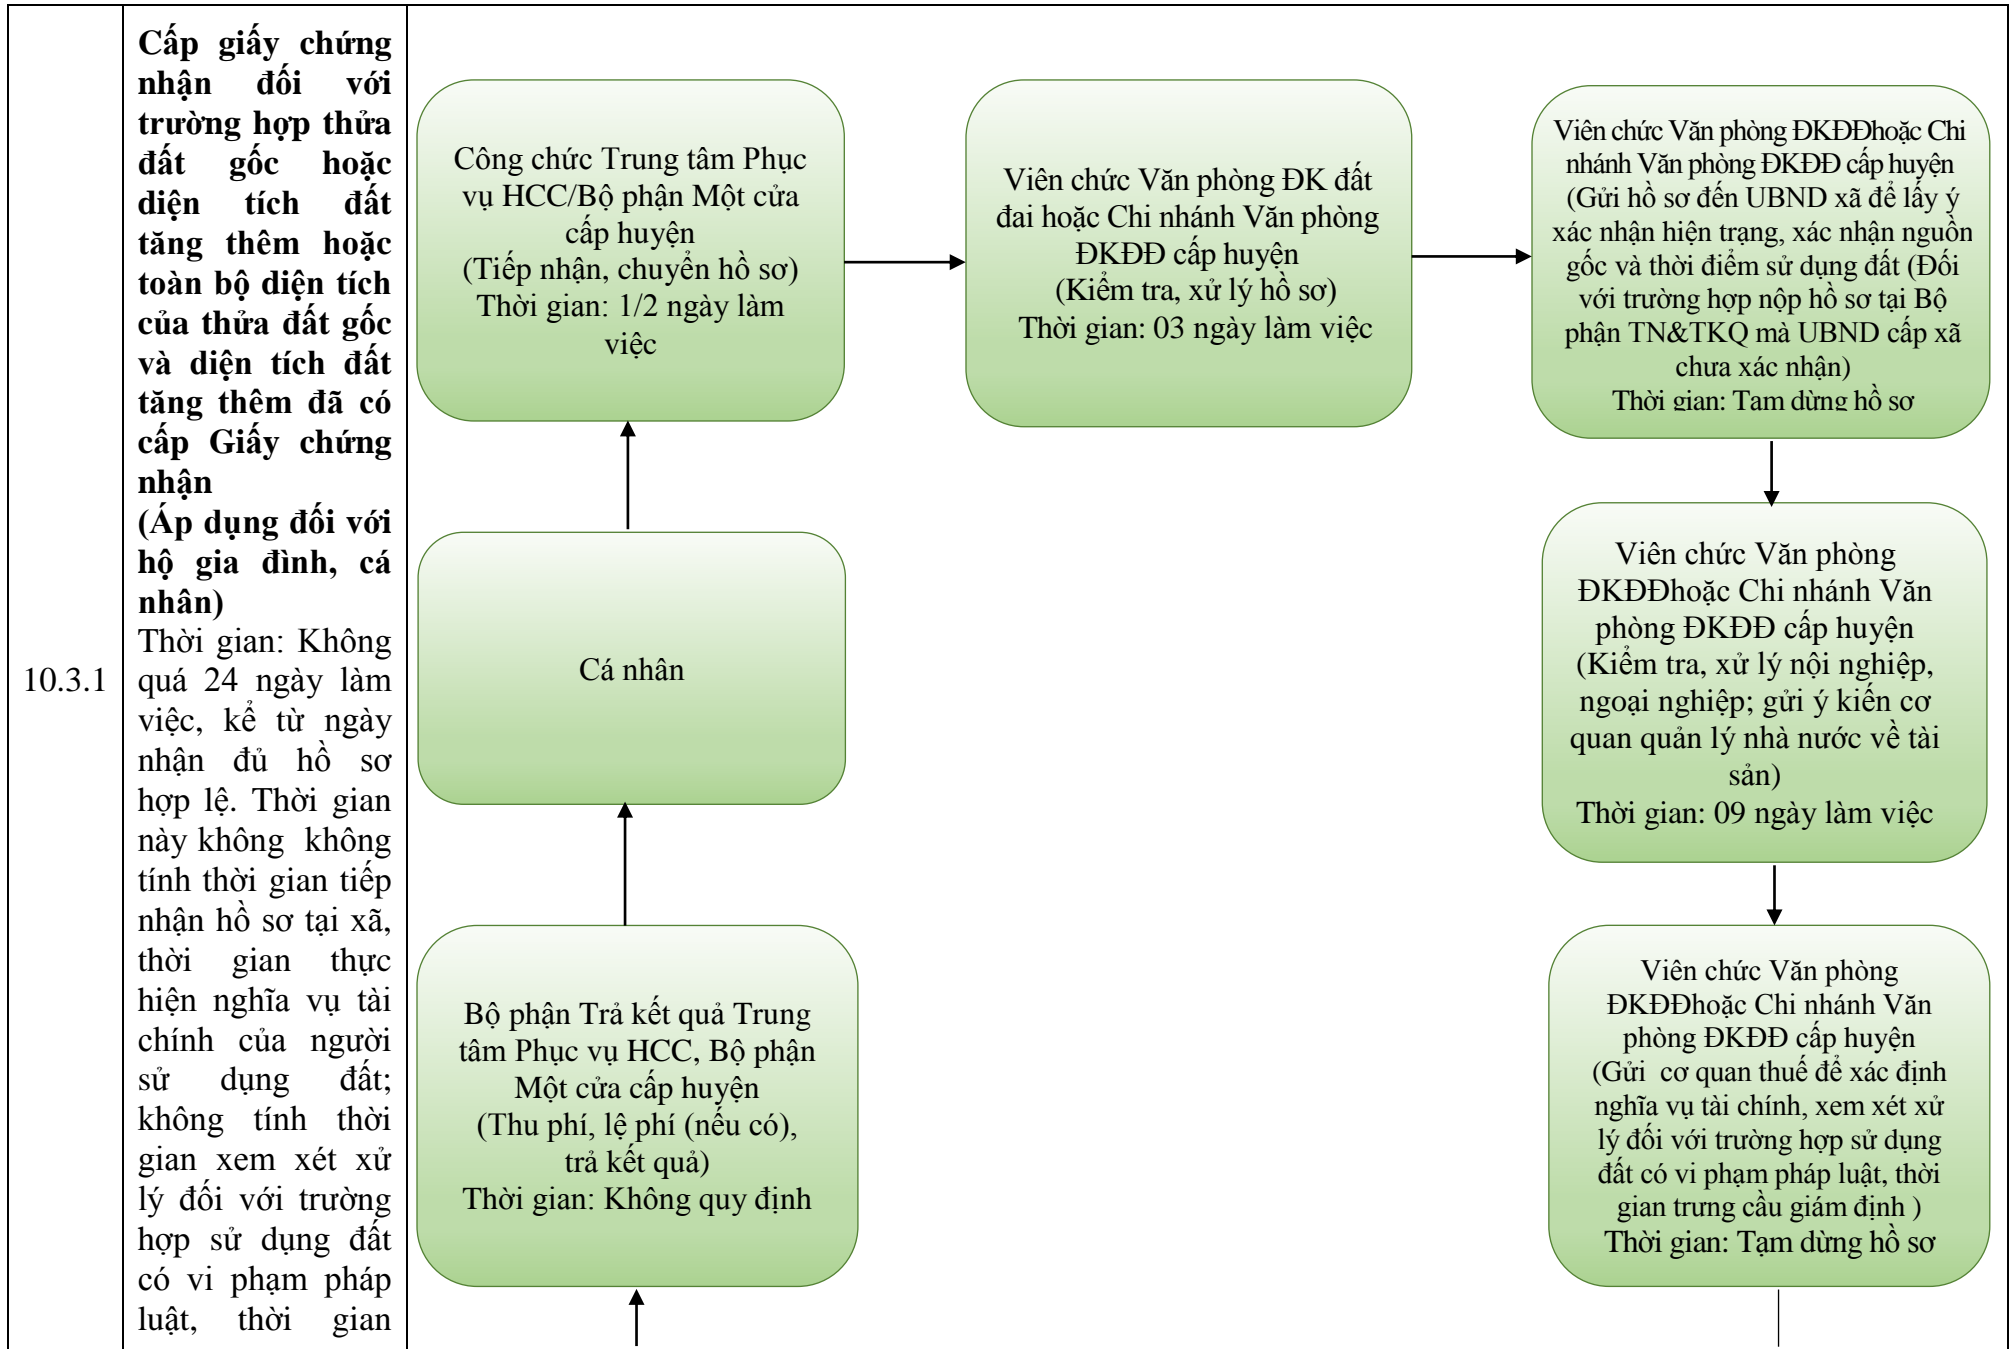 10.3.1
Cấp giấy chứng
nhận đối với
trường hợp thửa
đất gốc hoặc
diện tích đất
tăng thêm hoặc
toàn bộ diện tích
của thửa đất gốc
và diện tích đất
tăng thêm đã có
cấp Giấy chứng
nhận
(Áp dụng đối với
hộ gia đình, cá
nhân)
Thời gian: Không
quá 24 ngày làm
việc, kể từ ngày
nhận đủ hồ sơ
hợp lệ. Thời gian
này không không
tính thời gian tiếp
nhận hồ sơ tại xã,
thời gian thực
hiện nghĩa vụ tài
chính của người
sử dụng đất;
không tính thời
gian xem xét xử
lý đối với trường
hợp sử dụng đất
có vi phạm pháp
luật, thời gian
Công chức Trung tâm Phục
vụ HCC/Bộ phận Một cửa
cấp huyện
(Tiếp nhận, chuyển hồ sơ)
Thời gian: 1/2 ngày làm
việc
Viên chức Văn phòng ĐK đất
đai hoặc Chi nhánh Văn phòng
ĐKĐĐ cấp huyện
(Kiểm tra, xử lý hồ sơ)
Thời gian: 03 ngày làm việc
Viên chức Văn phòng ĐKĐĐhoặc Chi
nhánh Văn phòng ĐKĐĐ cấp huyện
(Gửi hồ sơ đến UBND xã để lấy ý
xác nhận hiện trạng, xác nhận nguồn
gốc và thời điểm sử dụng đất (Đối
với trường hợp nộp hồ sơ tại Bộ
phận TN&TKQ mà UBND cấp xã
chưa xác nhận)
Thời gian: Tạm dừng hồ sơ
Viên chức Văn phòng
ĐKĐĐhoặc Chi nhánh Văn
phòng ĐKĐĐ cấp huyện
(Kiểm tra, xử lý nội nghiệp,
ngoại nghiệp; gửi ý kiến cơ
quan quản lý nhà nước về tài
sản)
Thời gian: 09 ngày làm việc
Cá nhân
Bộ phận Trả kết quả Trung
tâm Phục vụ HCC, Bộ phận
Một cửa cấp huyện
(Thu phí, lệ phí (nếu có),
trả kết quả)
Thời gian: Không quy định
Viên chức Văn phòng
ĐKĐĐhoặc Chi nhánh Văn
phòng ĐKĐĐ cấp huyện
(Gửi cơ quan thuế để xác định
nghĩa vụ tài chính, xem xét xử
lý đối với trường hợp sử dụng
đất có vi phạm pháp luật, thời
gian trưng cầu giám định )
Thời gian: Tạm dừng hồ sơ